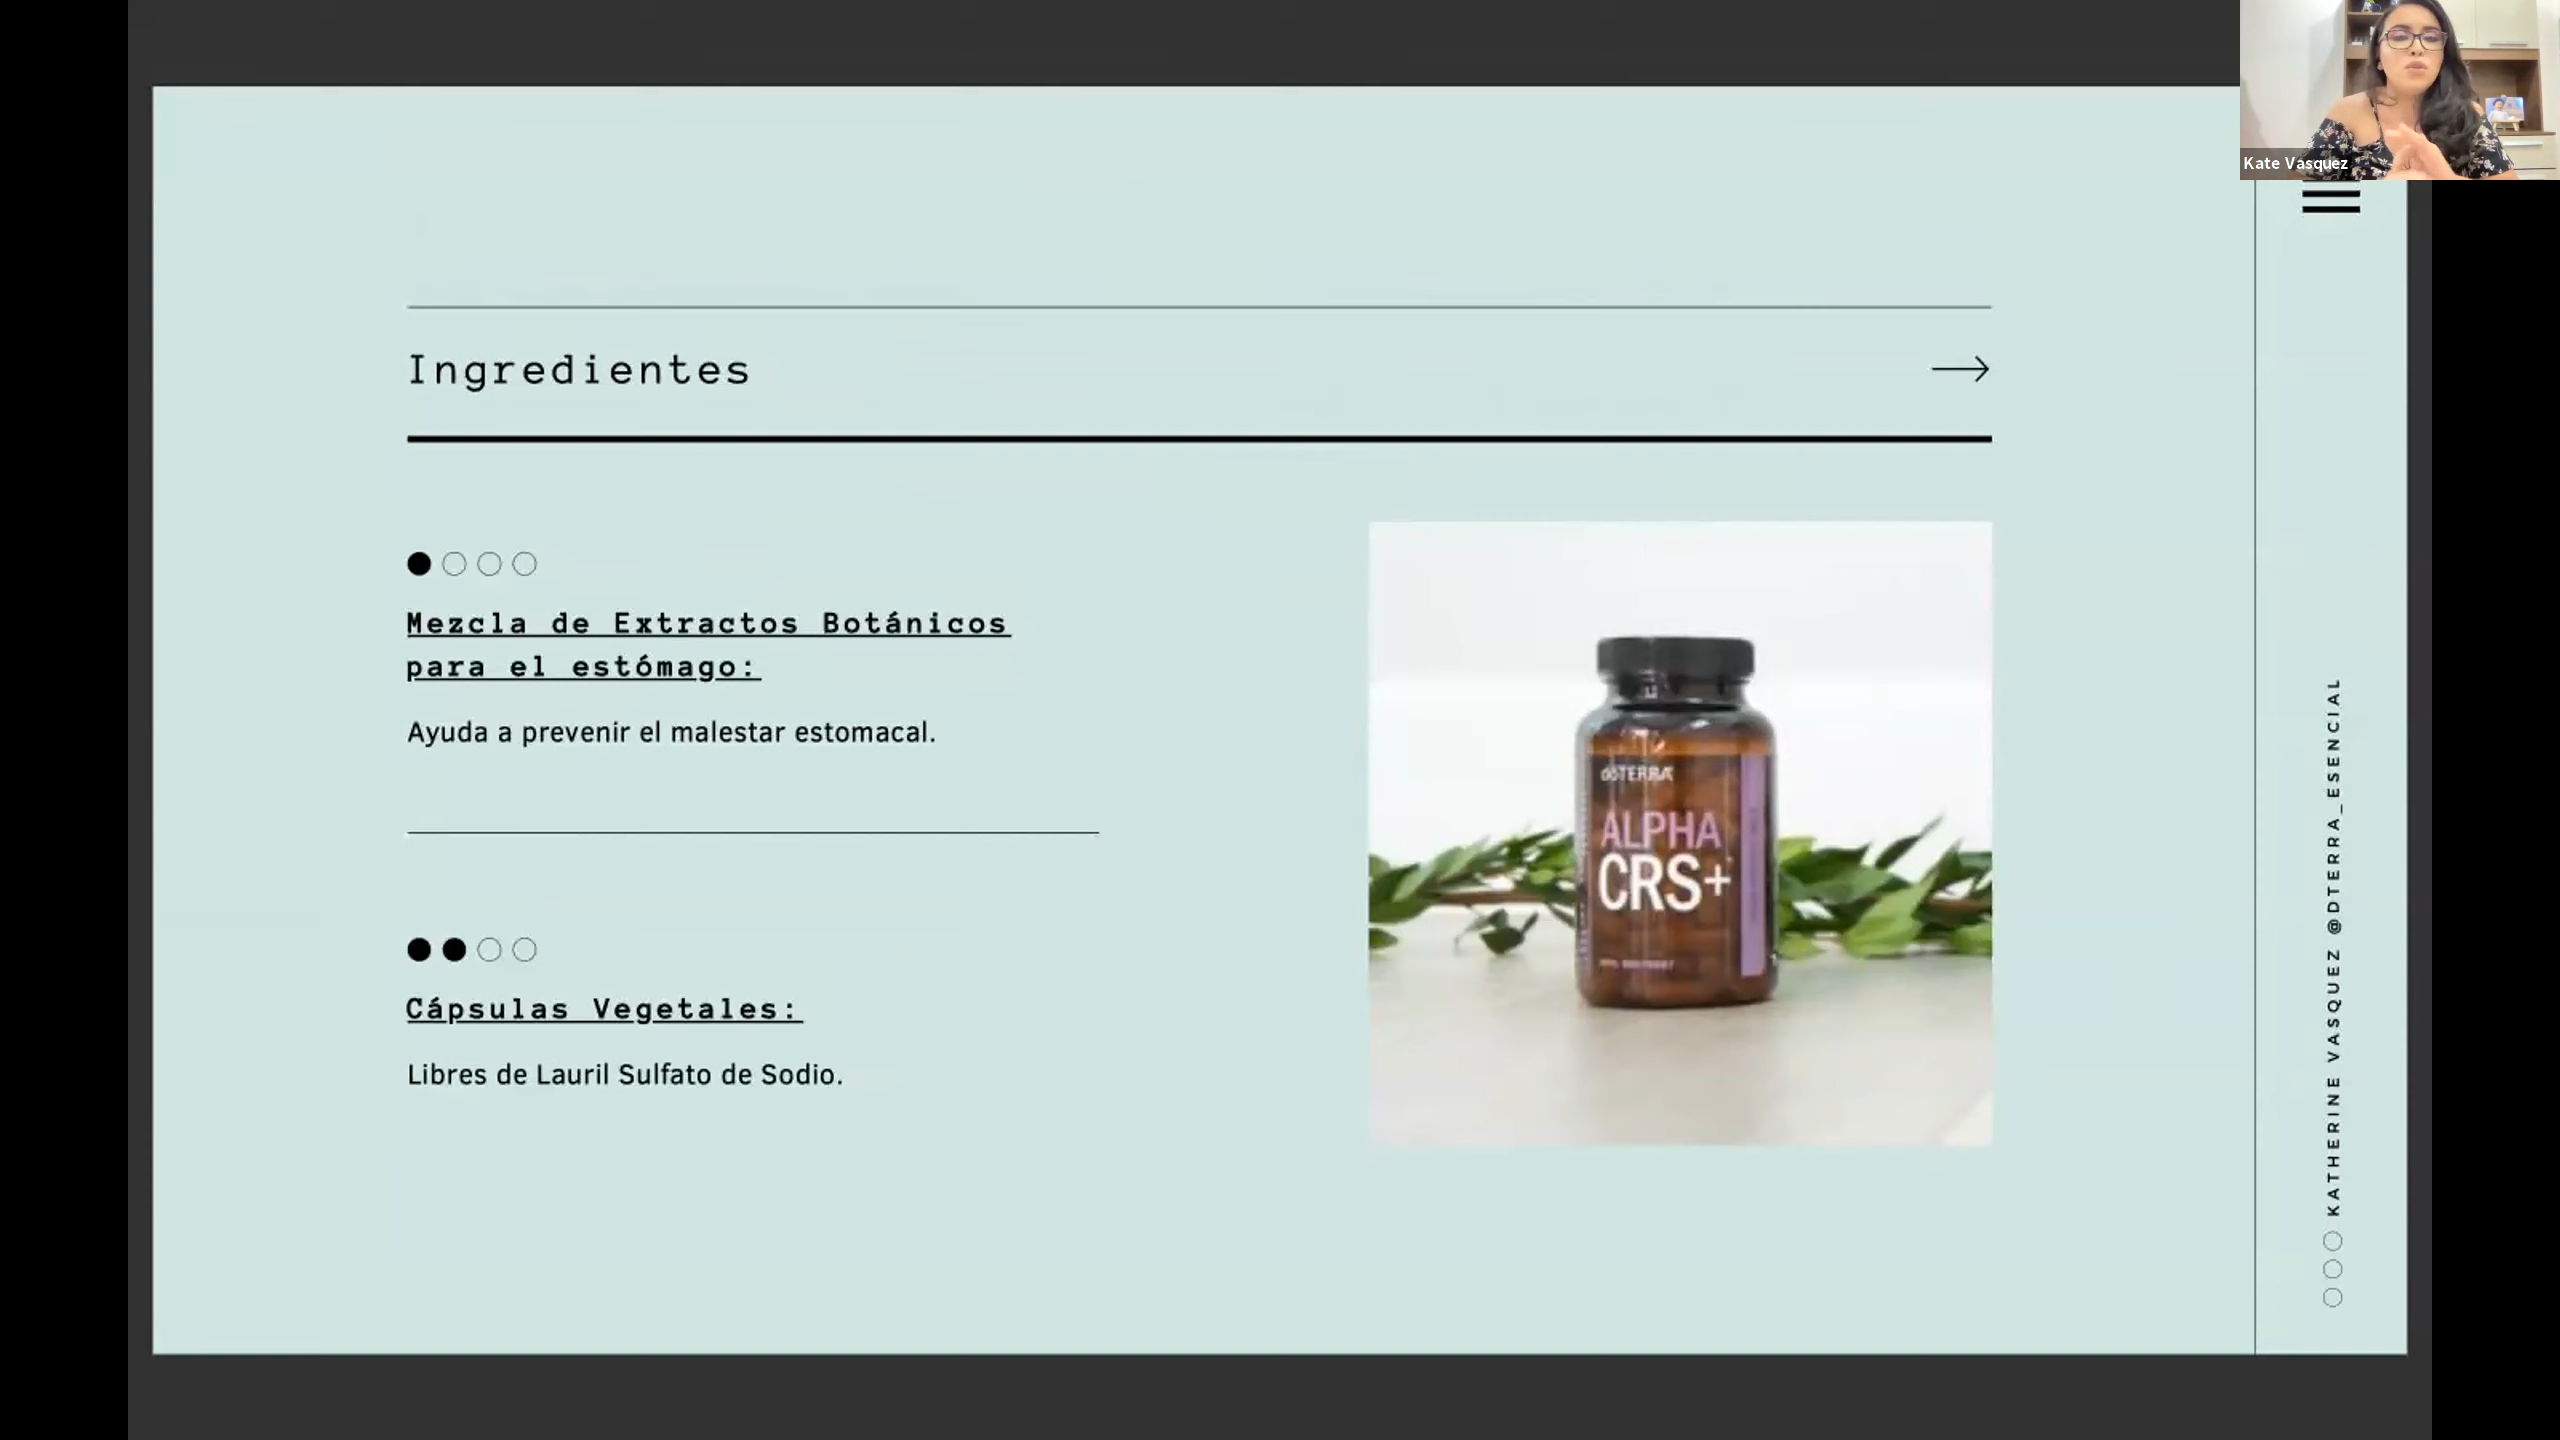 Kate Vasquez
Ingredientes
Mezcla de Extractos Botánicos
para el estómago:
Ayuda a prevenir el malestar estomacal.
Cápsulas Vegetales:
Libres de Lauril Sulfato de Sodio.
dōTERRA
ALPHA
CRS+
KATHERINE VASQUEZ @DTERRA_ESENCIAL